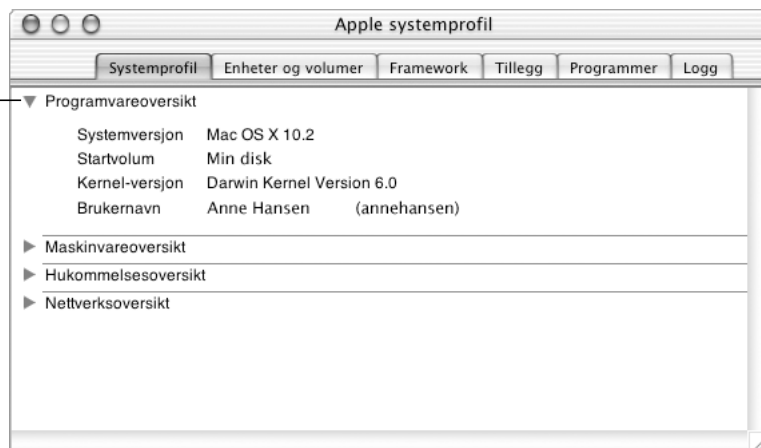 Apple systemprofil
Systemprofil Enheter og volumer Framework Tillegg Programmer Logg
Programvareoversikt
Systemversjon Mac OS X 10.2
Startvolum Min disk
Kernel-versjon Darwin Kernel Version 6.0
Brukernavn Anne Hansen (annehansen)
Maskinvareoversikt
Hukommelsesoversikt
Nettverksoversikt